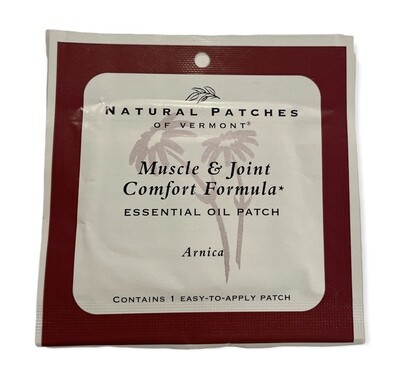 NATURAL PATCHES
OF VERMONT®
Muscle & Joint
Comfort Formula*
ESSENTIAL OIL PATCH
Arnica
CONTAINS 1 EASY-TO-APPLY PATCH